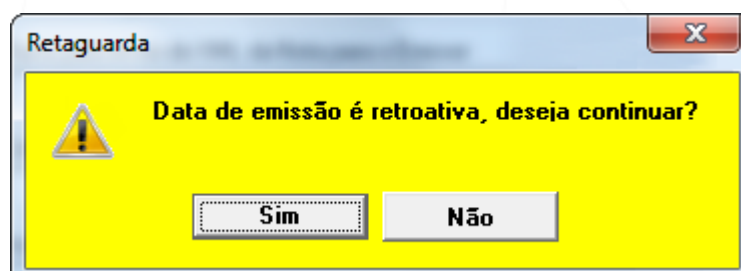 Retaguarda
Data de emissão é retroativa, deseja continuar?
Sim Não